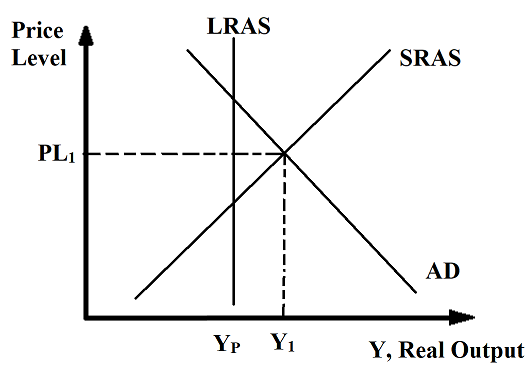 Price
Level
LRAS
SRAS
PL₁
AD
Yₚ
Y₁
Y, Real Output